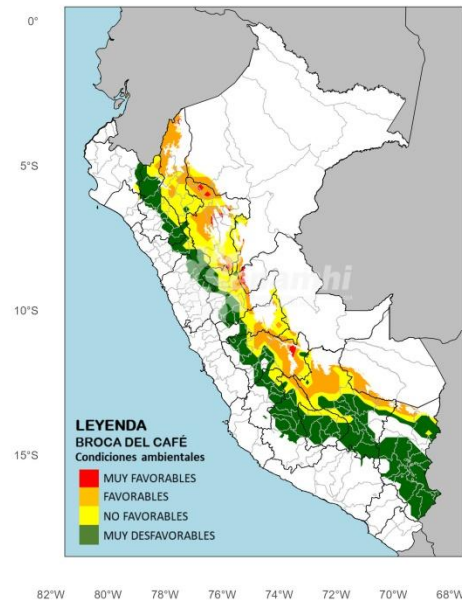 0°
5°S
10°S
15°S
senamhi
LEYENDA
BROCA DEL CAFÉ
Condiciones ambientales
MUY FAVORABLES
FAVORABLES
NO FAVORABLES
MUY DESFAVORABLES
82°W 80°W 78°W 76°W 74°W 72°W 70°W 68°W